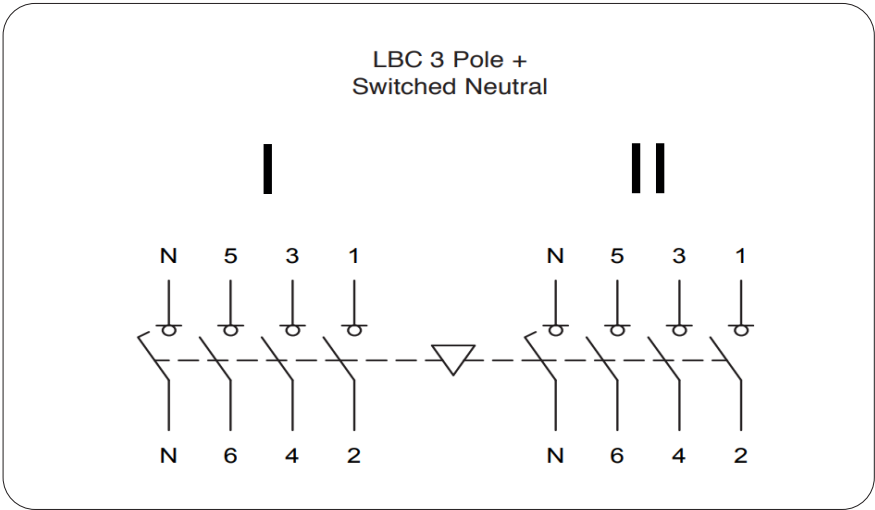 LBC 3 Pole +
Switched Neutral
I II
N 5 3 1 N 5 3 1
N 6 4 2 N 6 4 2